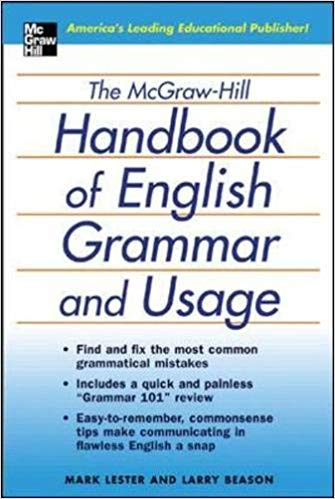 Mc
Graw
Hill
America's Leading Educational Publisher!
The McGraw-Hill
Handbook
of English
Grammar
and Usage
• Find and fix the most common
grammatical mistakes
• Includes a quick and painless
"Grammar 101" review
• Easy-to-remember, commonsense
tips make communicating in
flawless English a snap
MARK LESTER AND LARRY BEASON